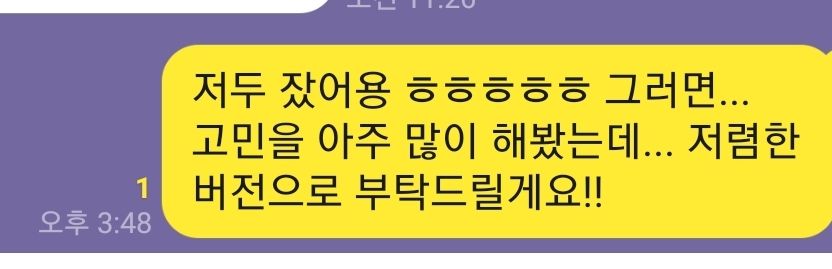 저두 잤어용 ㅎㅎㅎㅎㅎ 그러면...
고민을 아주 많이 해봤는데... 저렴한
버전으로 부탁드릴게요!!
1
오후 3:48